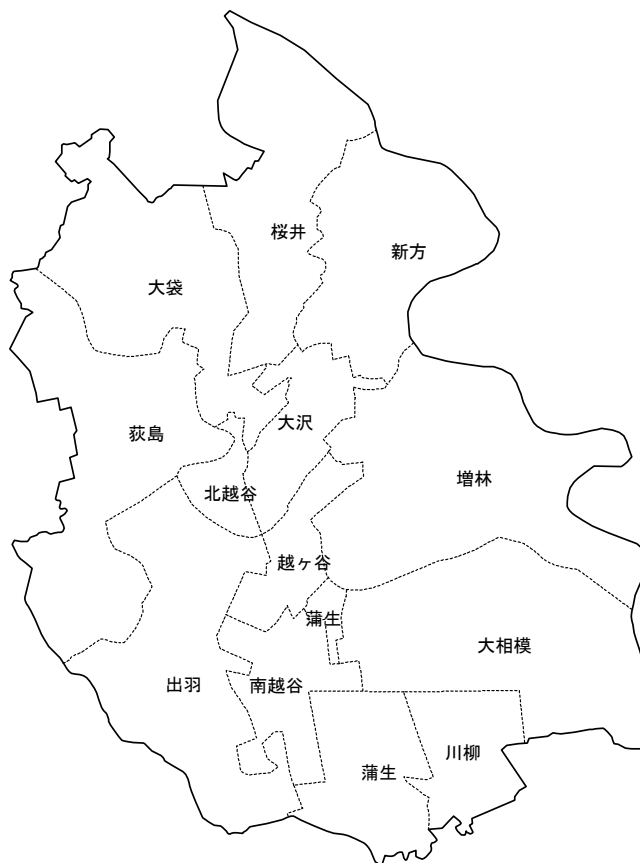 桜井
新方
大袋
大沢
荻島
増林
北越谷
越ヶ谷
蒲生
大相模
出羽
南越谷
川柳
蒲生